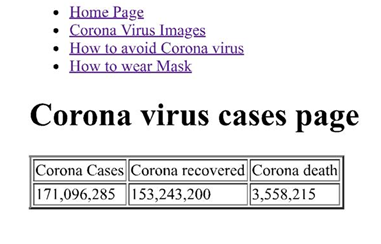 Home Page
Corona Virus Images
How to avoid Corona virus
How to wear Mask
Corona virus cases page
Corona Cases Corona recovered Corona death
171,096,285 153,243,200 3,558,215